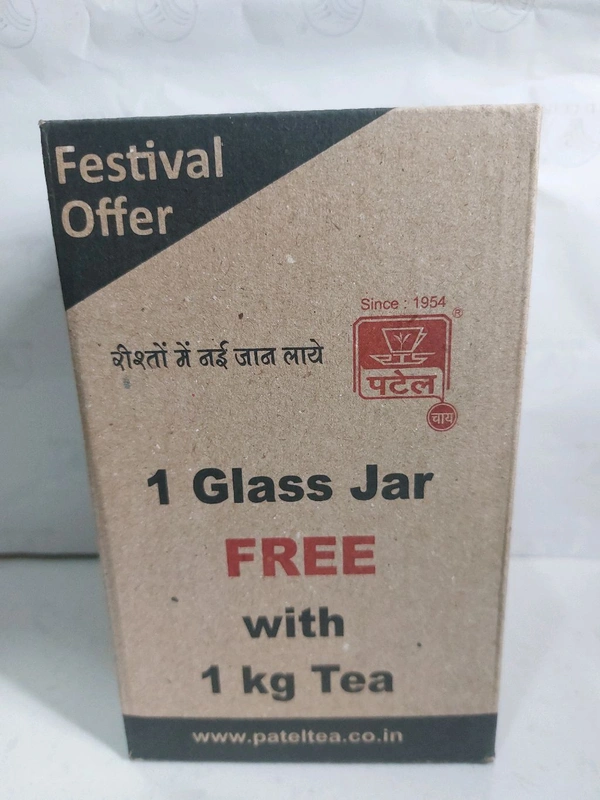 Festival
Offer
Since : 1954
®
रीश्तों में नई जान लाये
पटेल
चाय
1 Glass Jar
FREE
with
1 kg Tea
www.pateltea.co.in